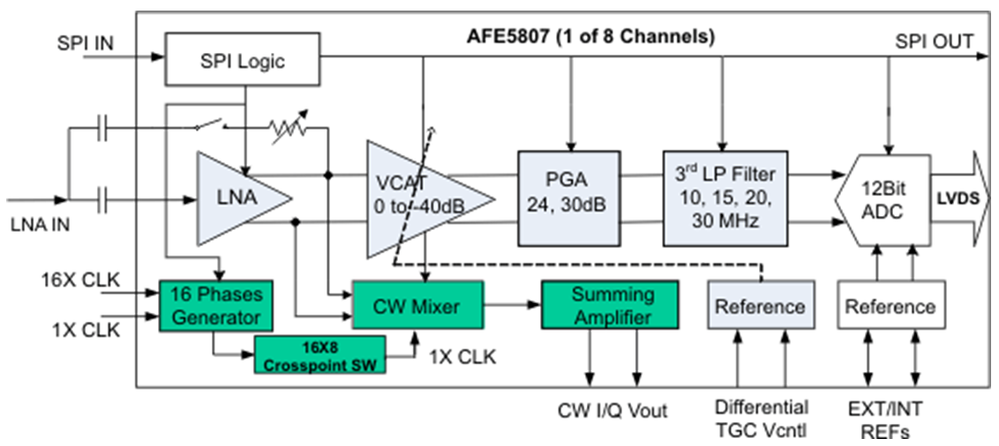 AFE5807 (1 of 8 Channels)
SPI IN
SPI OUT
SPI Logic
LNA IN
LNA
VCAT
0 to -40dB
PGA
24, 30dB
3rd LP Filter
10, 15, 20,
30 MHz
12Bit
ADC
LVDS
16X CLK
1X CLK
16 Phases
Generator
16X8
Crosspoint SW
1X CLK
CW Mixer
Summing
Amplifier
Reference
Reference
CW I/Q Vout
Differential
TGC Vcntl
EXT/INT
REFs